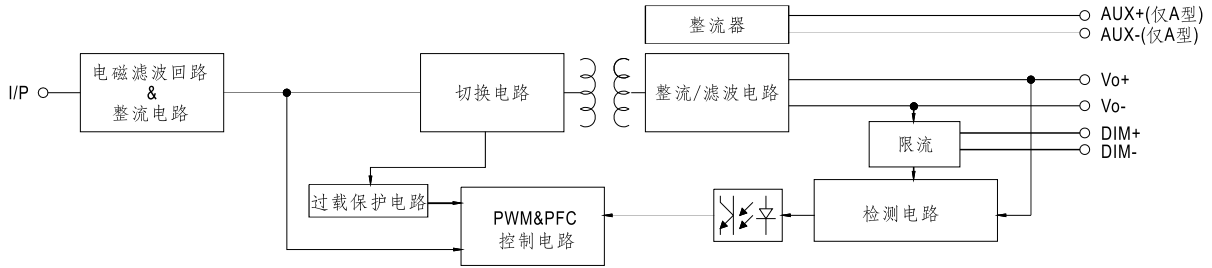 整流器
AUX+(仅A型)
AUX-(仅A型)
I/P
电磁滤波回路
&
整流电路
切换电路
整流/滤波电路
Vo+
Vo-
限流
DIM+
DIM-
过载保护电路
PWM&PFC
控制电路
检测电路